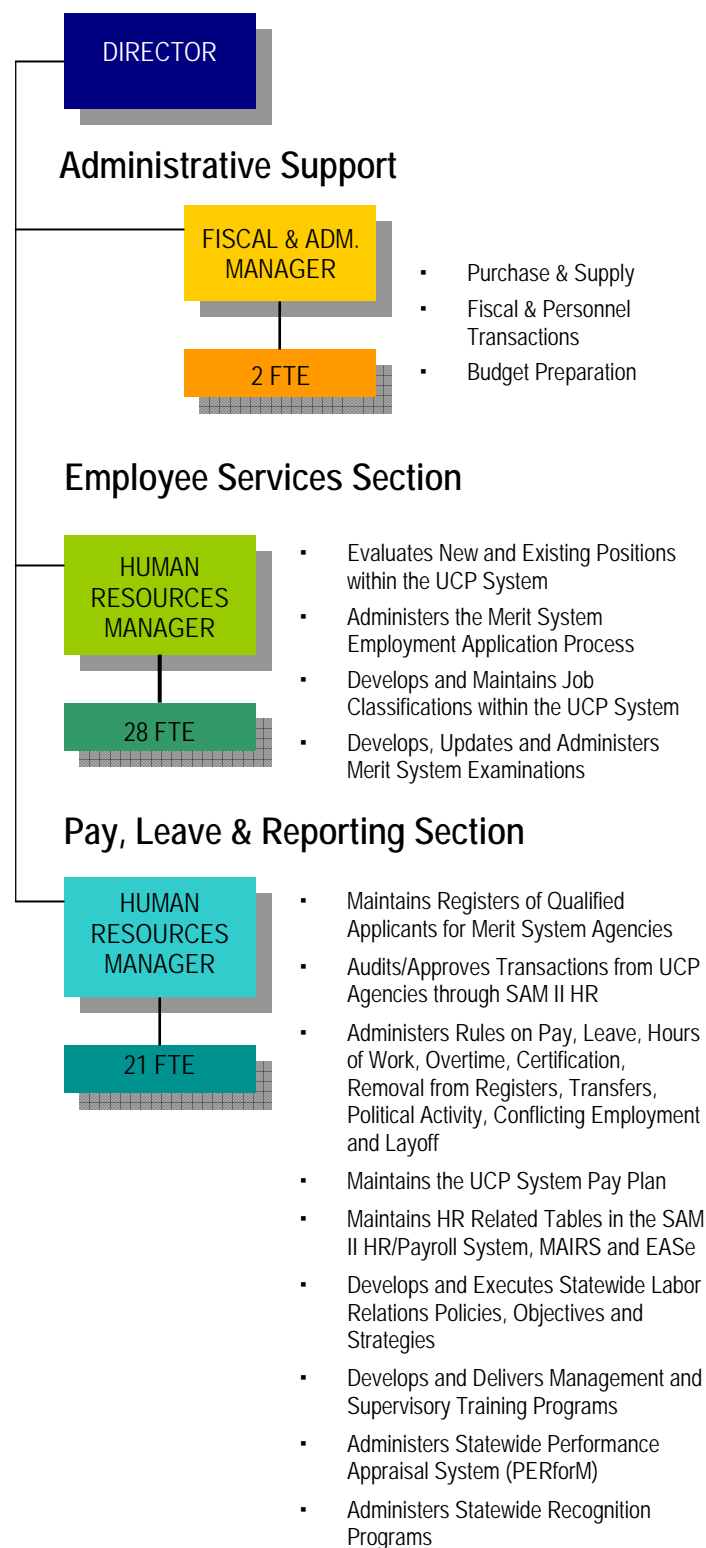 DIRECTOR
Administrative Support
FISCAL & ADM.
MANAGER
2 FTE
▪ Purchase & Supply
▪ Fiscal & Personnel
Transactions
▪ Budget Preparation
Employee Services Section
HUMAN
RESOURCES
MANAGER
28 FTE
▪ Evaluates New and Existing Positions
within the UCP System
▪ Administers the Merit System
Employment Application Process
▪ Develops and Maintains Job
Classifications within the UCP System
▪ Develops, Updates and Administers
Merit System Examinations
Pay, Leave & Reporting Section
HUMAN
RESOURCES
MANAGER
21 FTE
▪ Maintains Registers of Qualified
Applicants for Merit System Agencies
▪ Audits/Approves Transactions from UCP
Agencies through SAM II HR
▪ Administers Rules on Pay, Leave, Hours
of Work, Overtime, Certification,
Removal from Registers, Transfers,
Political Activity, Conflicting Employment
and Layoff
▪ Maintains the UCP System Pay Plan
▪ Maintains HR Related Tables in the SAM
II HR/Payroll System, MAIRS and EASe
▪ Develops and Executes Statewide Labor
Relations Policies, Objectives and
Strategies
▪ Develops and Delivers Management and
Supervisory Training Programs
▪ Administers Statewide Performance
Appraisal System (PERforM)
▪ Administers Statewide Recognition
Programs